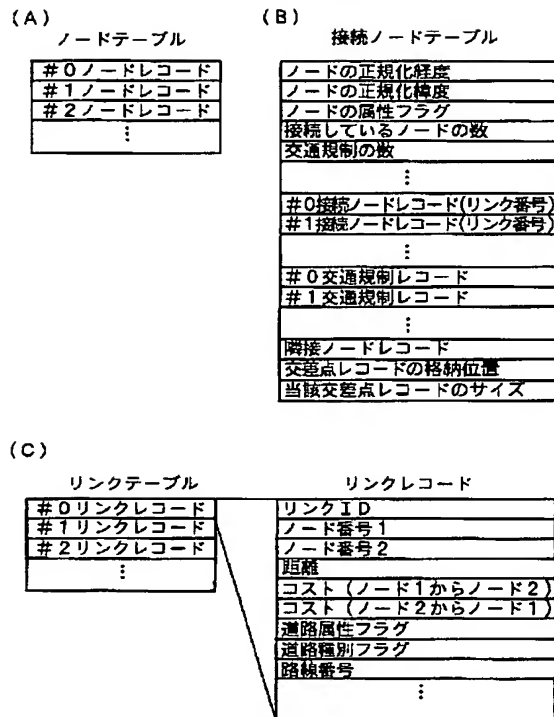 (A)
ノードテーブル
#0ノードレコード
#1ノードレコード
#2ノードレコード
⋮
(B)
接続ノードテーブル
ノードの正規化経度
ノードの正規化緯度
ノードの属性フラグ
接続しているノードの数
交通規制の数
⋮
#0接続ノードレコード(リンク番号)
#1接続ノードレコード(リンク番号)
⋮
#0交通規制レコード
#1交通規制レコード
⋮
隣接ノードレコード
交差点レコードの格納位置
当該交差点レコードのサイズ
(C)
リンクテーブル
#0リンクレコード
#1リンクレコード
#2リンクレコード
⋮
リンクレコード
リンクID
ノード番号1
ノード番号2
距離
コスト(ノード1からノード2)
コスト(ノード2からノード1)
道路属性フラグ
道路種別フラグ
路線番号
⋮